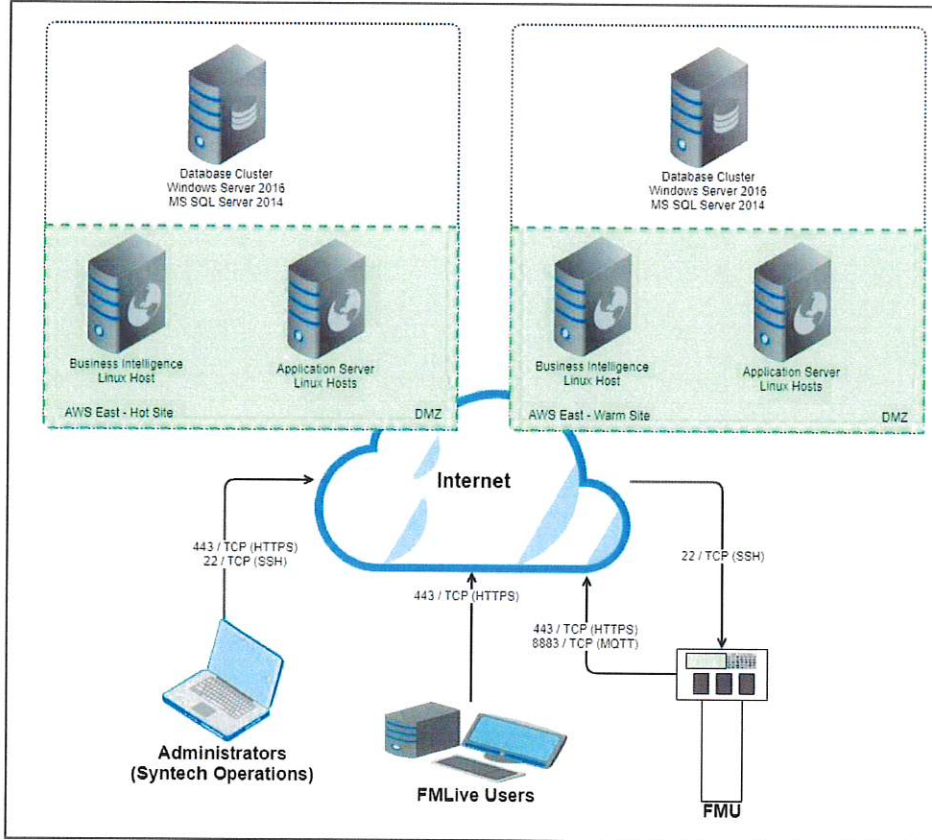 Database Cluster
Windows Server 2016
MS SQL Server 2014
Business Intelligence
Linux Host
Application Server
Linux Hosts
AWS East - Hot Site
DMZ
Database Cluster
Windows Server 2016
MS SQL Server 2014
Business Intelligence
Linux Host
Application Server
Linux Hosts
AWS East - Warm Site
DMZ
Internet
443 / TCP (HTTPS)
22 / TCP (SSH)
443 / TCP (HTTPS)
443 / TCP (HTTPS)
8883 / TCP (MQTT)
22 / TCP (SSH)
Administrators
(Syntech Operations)
FMLive Users
FMU